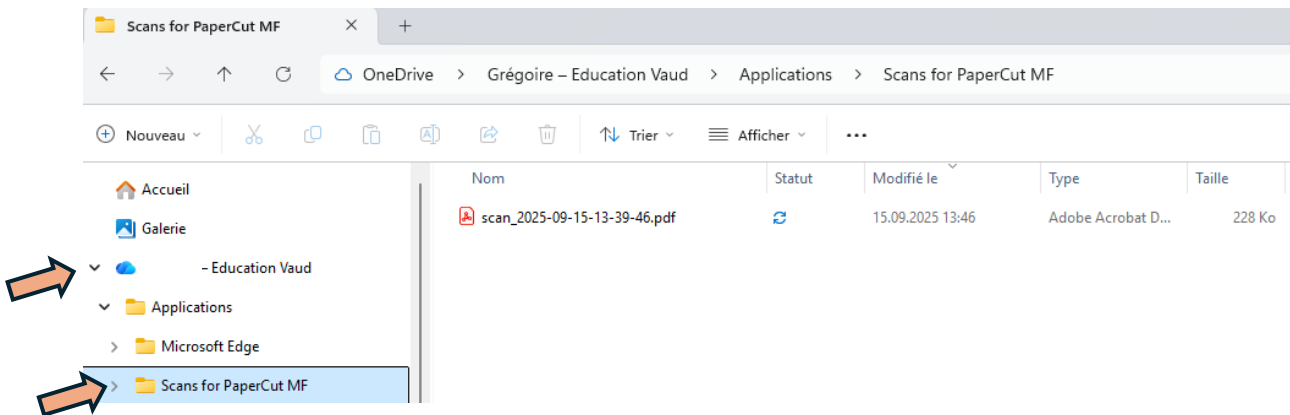 Scans for PaperCut MF
OneDrive > Grégoire – Education Vaud > Applications > Scans for PaperCut MF
Nouveau Trier Afficher ...
Accueil
Galerie
– Education Vaud
Applications
Microsoft Edge
Scans for PaperCut MF
Nom Statut Modifié le Type Taille
scan_2025-09-15-13-39-46.pdf 15.09.2025 13:46 Adobe Acrobat D... 228 Ko